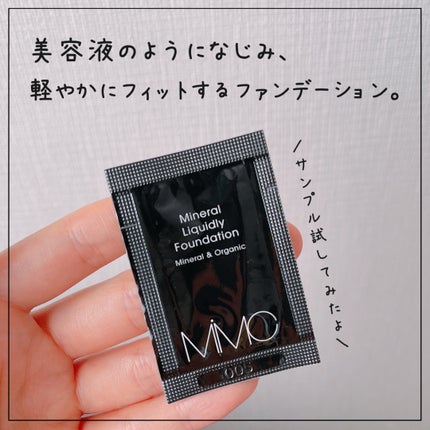 美容液のようになじみ、
軽やかにフィットするファンデーション。
\サンプル試してみたよ/
Mineral
Liquidly
Foundation
Mineral & Organic
MiMC
003